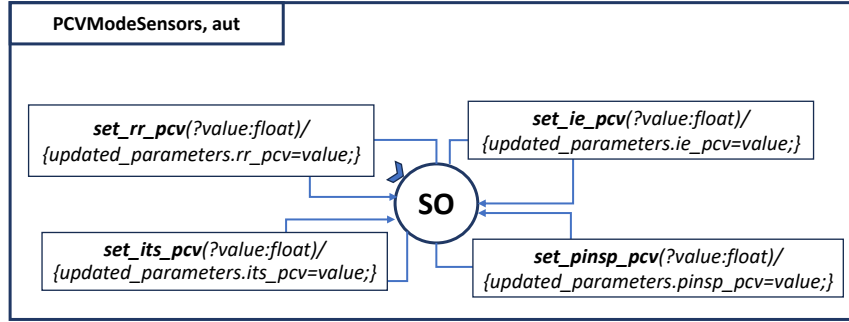 PCVModeSensors, aut
set_rr_pcv(?value:float)/
{updated_parameters.rr_pcv=value;}
set_ie_pcv(?value:float)/
{updated_parameters.ie_pcv=value;}
SO
set_its_pcv(?value:float)/
{updated_parameters.its_pcv=value;}
set_pinsp_pcv(?value:float)/
{updated_parameters.pinsp_pcv=value;}